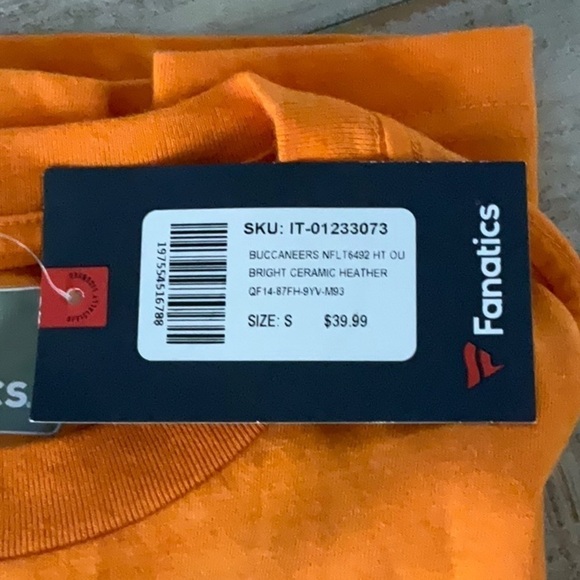 SKU: IT-01233073
BUCCANEERS NFLT6492 HT OU
BRIGHT CERAMIC HEATHER
QF14-87FH-9YV-M93
SIZE: S $39.99
197554516788
Fanatics
CS